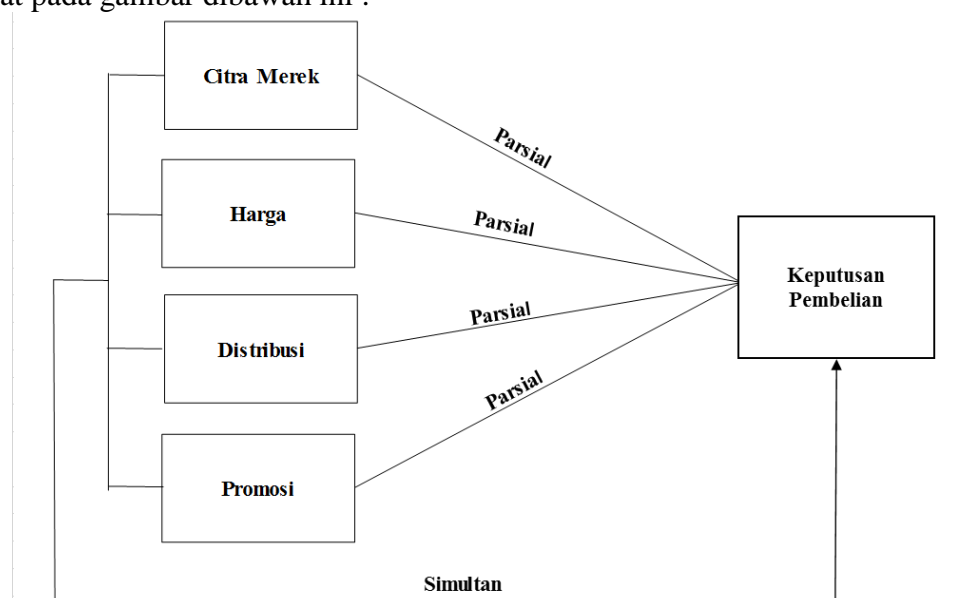 at pada gambar dibawah ini :
Citra Merek
Parsial
Harga
Parsial
Keputusan
Pembelian
Distribusi
Parsial
Promosi
Parsial
Simultan